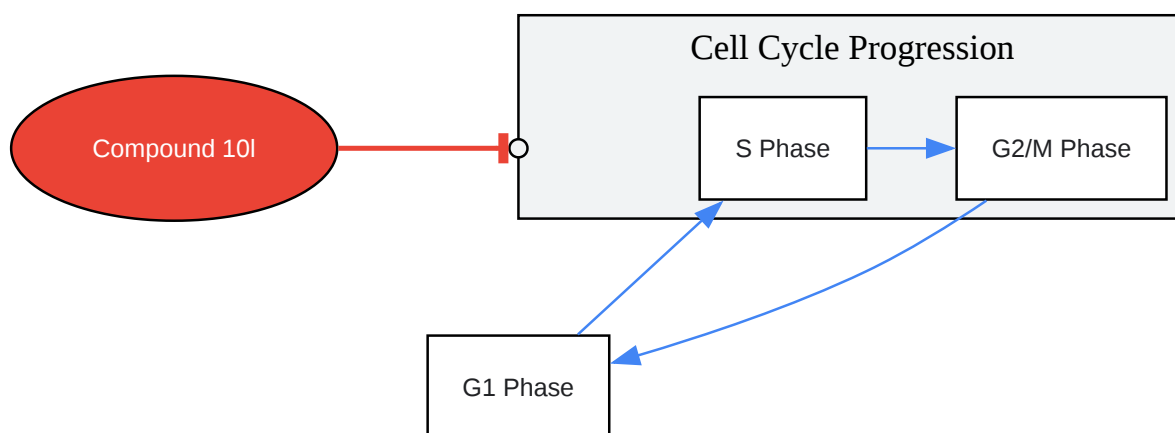 Cell Cycle Progression
Compound 10l
S Phase
G2/M Phase
G1 Phase